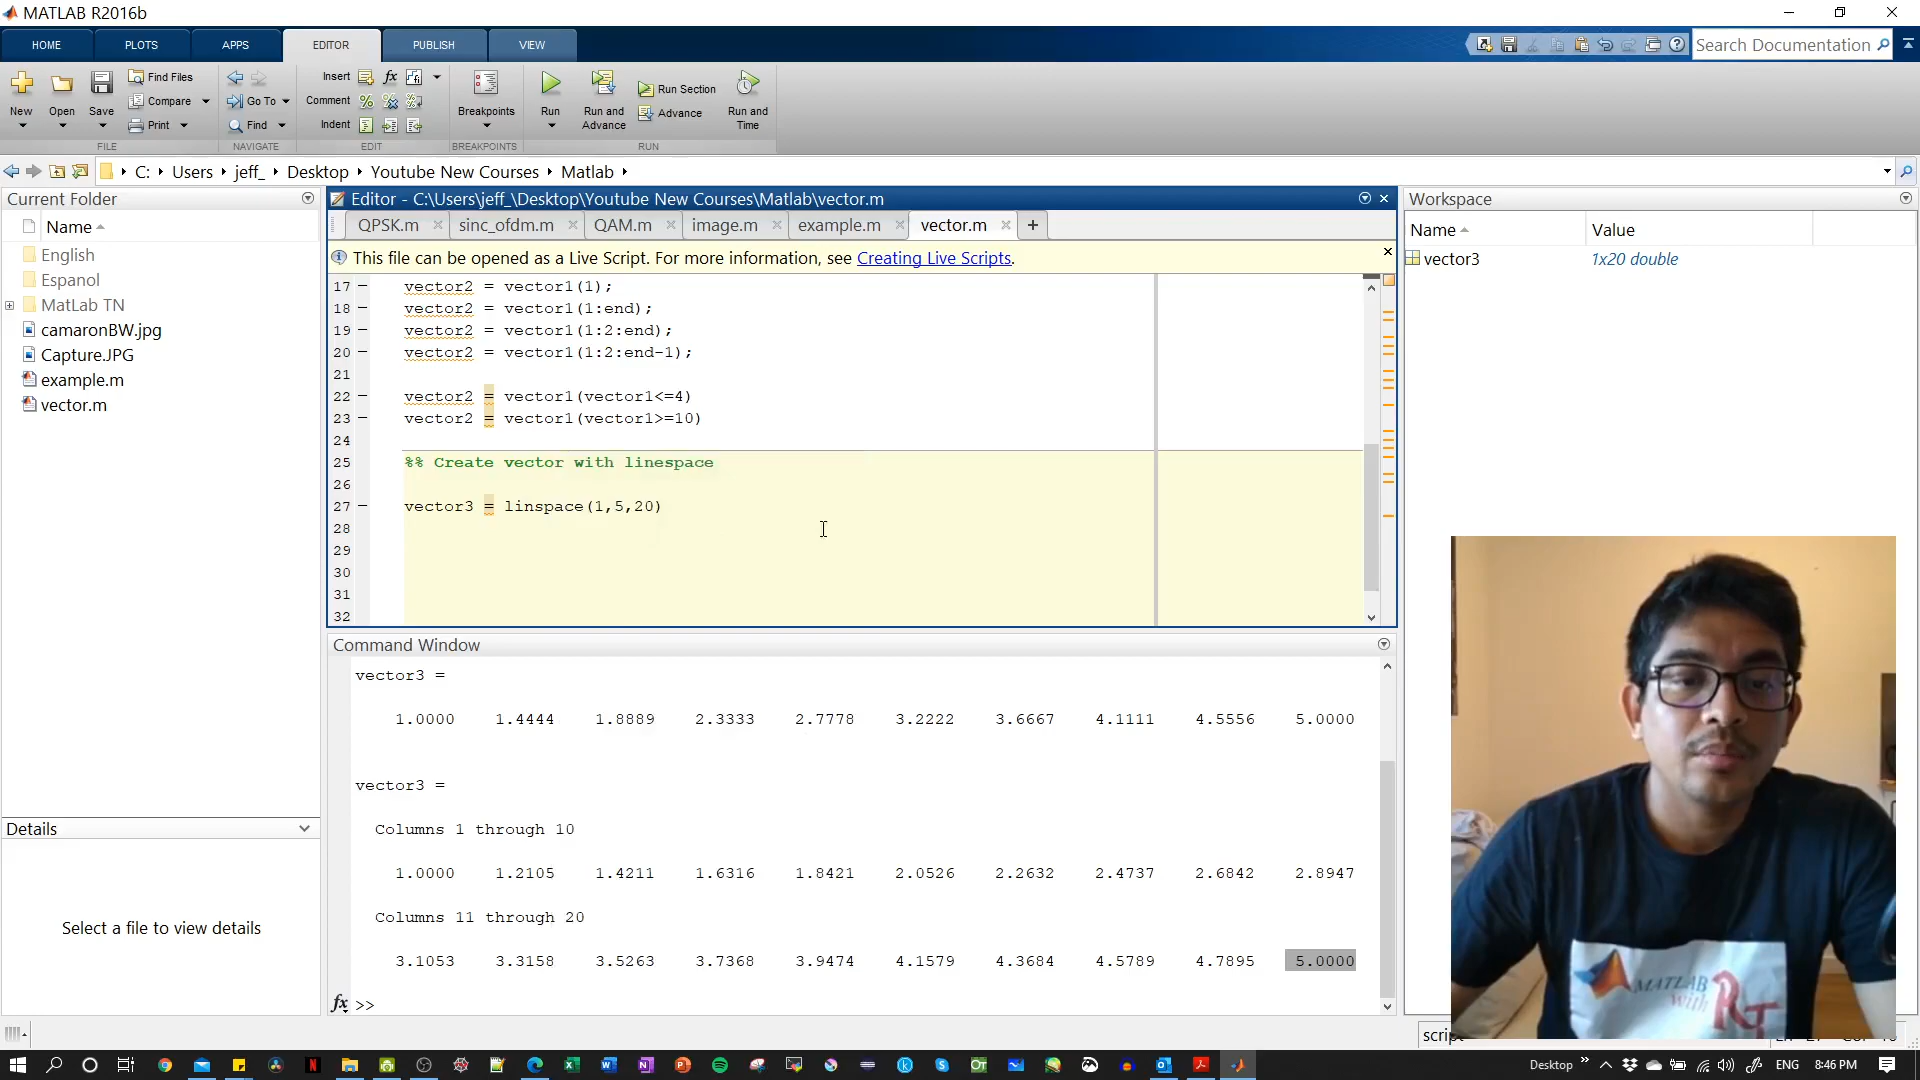 MATLAB R2016b
HOME PLOTS APPS EDITOR PUBLISH VIEW
Search Documentation
New Open Save Find Files Compare Print
Go To Find
Insert fx
Comment
Indent
Breakpoints
Run Run and Advance Run Section Advance Run and Time
FILE NAVIGATE EDIT BREAKPOINTS RUN
C: Users jeff_ Desktop Youtube New Courses Matlab
Current Folder
Name
English
Espanol
MatLab TN
camaronBW.jpg
Capture.JPG
example.m
vector.m
Details
Select a file to view details
Editor - C:\Users\jeff_\Desktop\Youtube New Courses\Matlab\vector.m
QPSK.m sinc_ofdm.m QAM.m image.m example.m vector.m +
This file can be opened as a Live Script. For more information, see Creating Live Scripts.
17 vector2 = vector1(1);
18 vector2 = vector1(1:end);
19 vector2 = vector1(1:2:end);
20 vector2 = vector1(1:2:end-1);
21
22 vector2 = vector1(vector1<=4)
23 vector2 = vector1(vector1>=10)
24
25 %% Create vector with linespace
26
27 vector3 = linspace(1,5,20)
28
29
30
31
32
Command Window
vector3 =
1.0000 1.4444 1.8889 2.3333 2.7778 3.2222 3.6667 4.1111 4.5556 5.0000
vector3 =
Columns 1 through 10
1.0000 1.2105 1.4211 1.6316 1.8421 2.0526 2.2632 2.4737 2.6842 2.8947
Columns 11 through 20
3.1053 3.3158 3.5263 3.7368 3.9474 4.1579 4.3684 4.5789 4.7895 5.0000
fx >>
Workspace
Name Value
vector3 1x20 double
MATLAB
with RT
script
Desktop ENG 8:46 PM